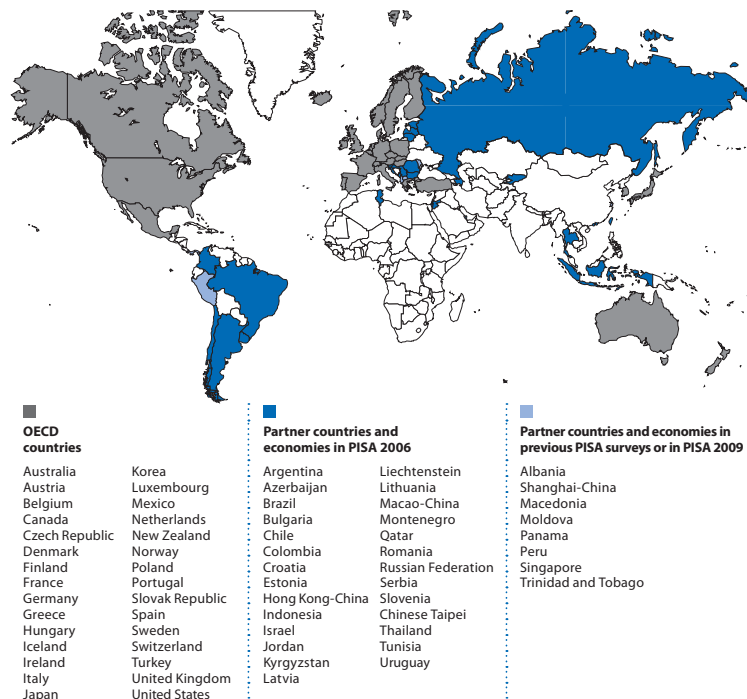 OECD
countries
Australia
Austria
Belgium
Canada
Czech Republic
Denmark
Finland
France
Germany
Greece
Hungary
Iceland
Ireland
Italy
Japan
Korea
Luxembourg
Mexico
Netherlands
New Zealand
Norway
Poland
Portugal
Slovak Republic
Spain
Sweden
Switzerland
Turkey
United Kingdom
United States
Partner countries and
economies in PISA 2006
Argentina
Azerbaijan
Brazil
Bulgaria
Chile
Colombia
Croatia
Estonia
Hong Kong-China
Indonesia
Israel
Jordan
Kyrgyzstan
Latvia
Liechtenstein
Lithuania
Macao-China
Montenegro
Qatar
Romania
Russian Federation
Serbia
Slovenia
Chinese Taipei
Thailand
Tunisia
Uruguay
Partner countries and economies in
previous PISA surveys or in PISA 2009
Albania
Shanghai-China
Macedonia
Moldova
Panama
Peru
Singapore
Trinidad and Tobago